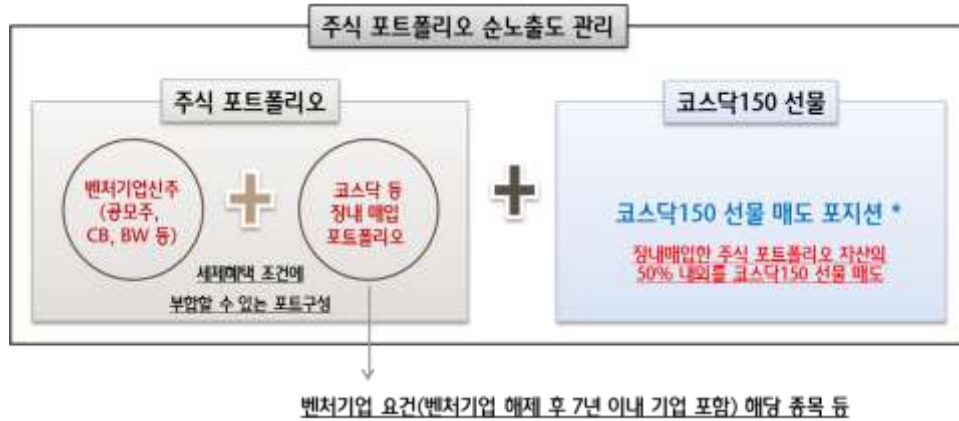 주식 포트폴리오 순노출도 관리
주식 포트폴리오
벤처기업신주
(공모주,
CB, BW 등)
코스닥 등
장내 매입
포트폴리오
세제혜택 조건에
부합할 수 있는 포트구성
코스닥150 선물
코스닥150 선물 매도 포지션 *
장내매입한 주식 포트폴리오 자산의
50% 내외를 코스닥150 선물 매도
벤처기업 요건(벤처기업 해제 후 7년 이내 기업 포함) 해당 종목 등